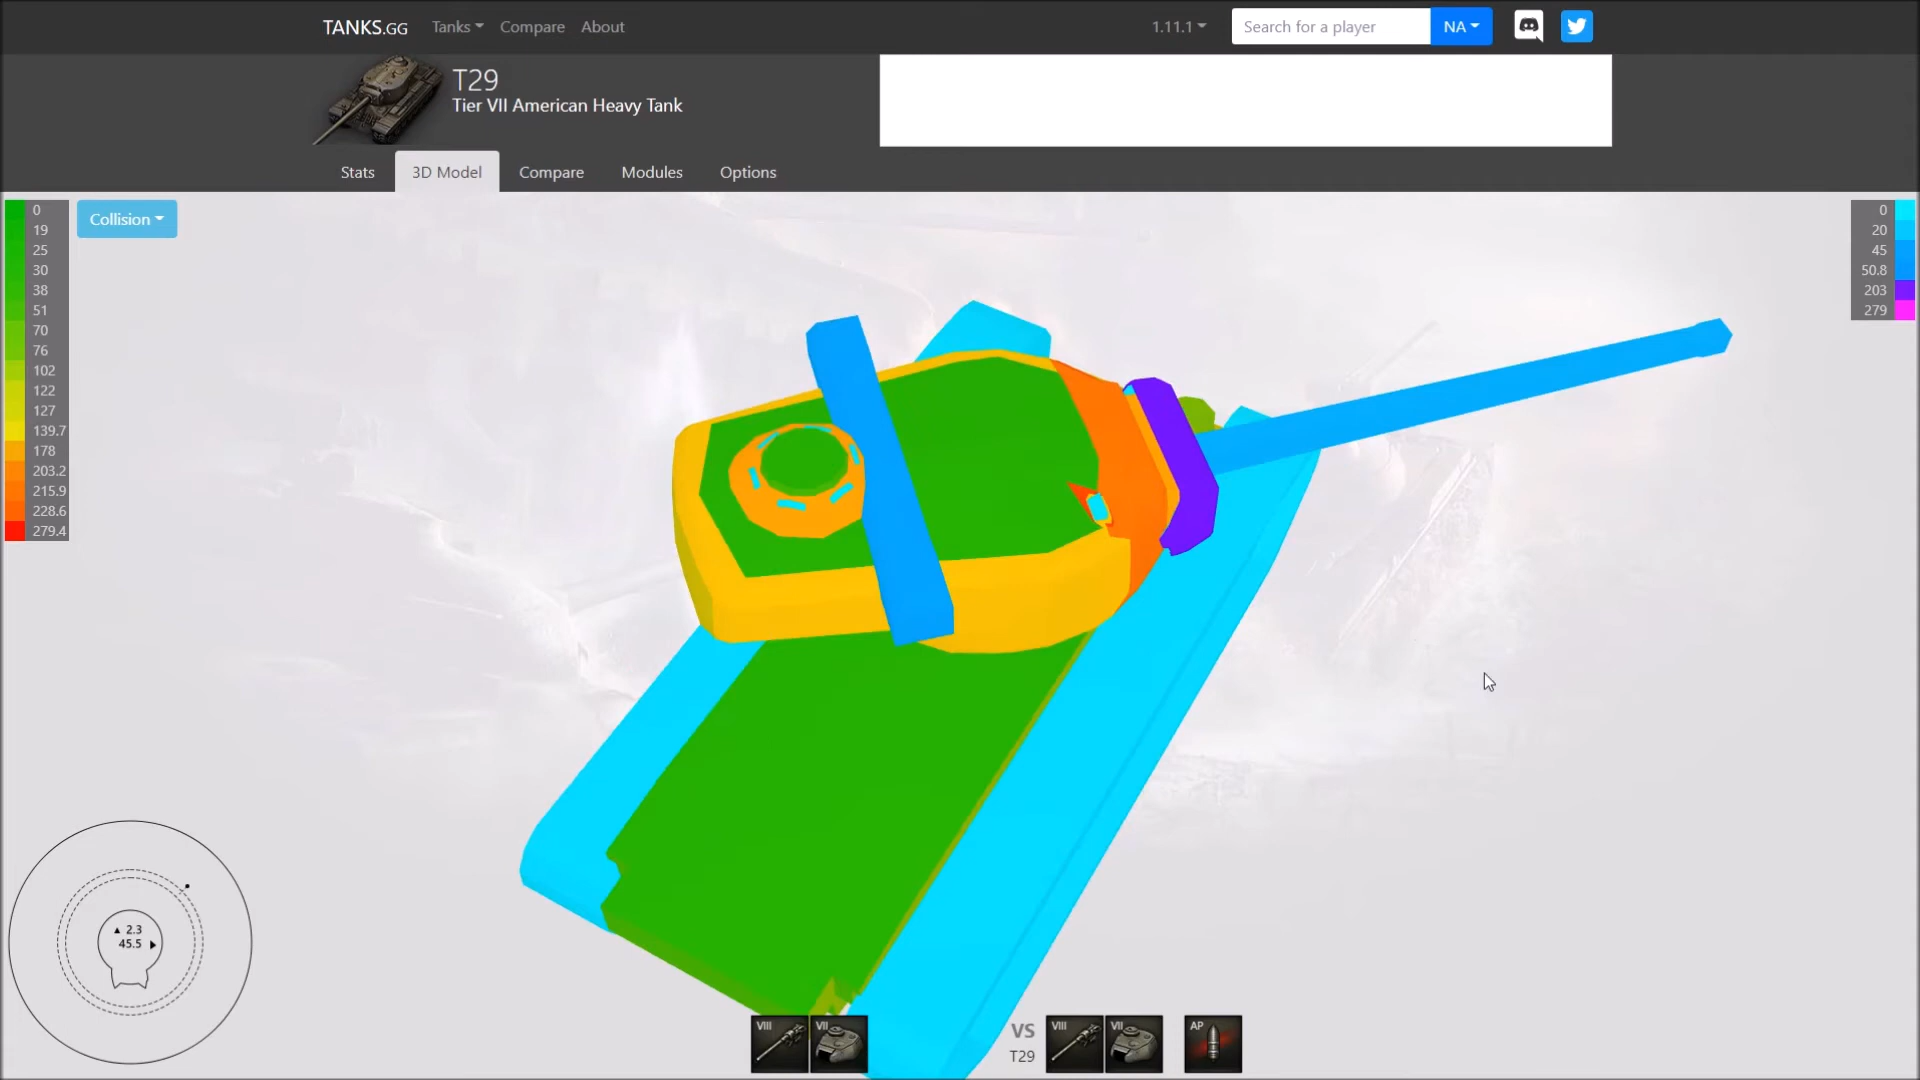 TANKS.GG
Tanks
Compare
About
1.11.1
Search for a player
NA
T29
Tier VII American Heavy Tank
Stats
3D Model
Compare
Modules
Options
Collision
0
19
25
30
38
51
70
76
102
122
127
139.7
178
203.2
215.9
228.6
279.4
0
20
45
50.8
203
279
▲ 2.3
45.5 ▶
VIII
VII
VS
T29
VIII
VII
AP